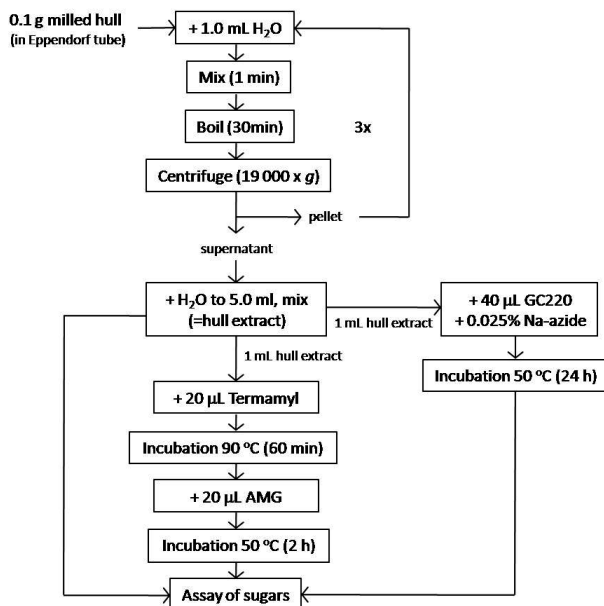 0.1 g milled hull
(in Eppendorf tube)
+ 1.0 mL H₂O
Mix (1 min)
Boil (30min)
3x
Centrifuge (19 000 x g)
pellet
supernatant
+ H₂O to 5.0 ml, mix
(=hull extract)
1 mL hull extract
+ 40 µL GC220
+ 0.025% Na-azide
1 mL hull extract
Incubation 50 °C (24 h)
+ 20 µL Termamyl
Incubation 90 °C (60 min)
+ 20 µL AMG
Incubation 50 °C (2 h)
Assay of sugars